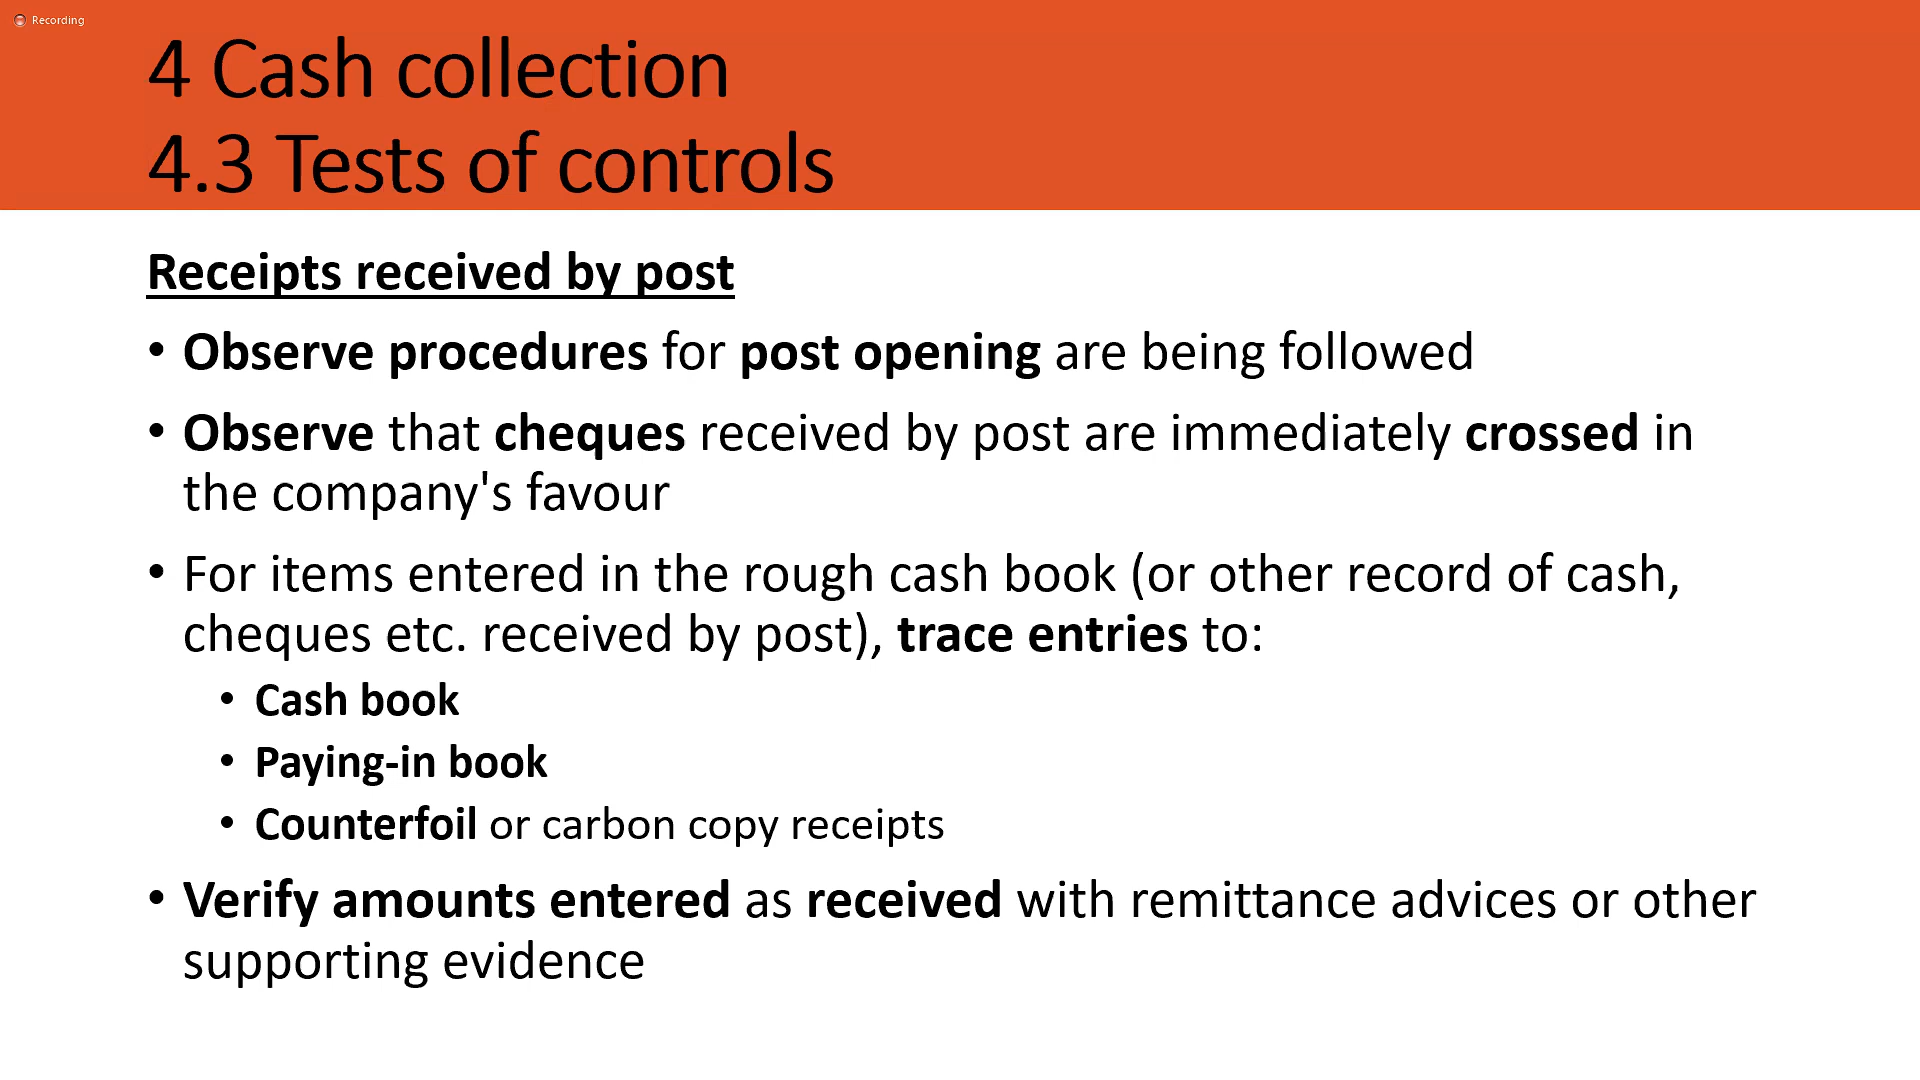 Recording
4 Cash collection
4.3 Tests of controls
Receipts received by post
• Observe procedures for post opening are being followed
• Observe that cheques received by post are immediately crossed in
the company's favour
• For items entered in the rough cash book (or other record of cash,
cheques etc. received by post), trace entries to:
• Cash book
• Paying-in book
• Counterfoil or carbon copy receipts
• Verify amounts entered as received with remittance advices or other
supporting evidence